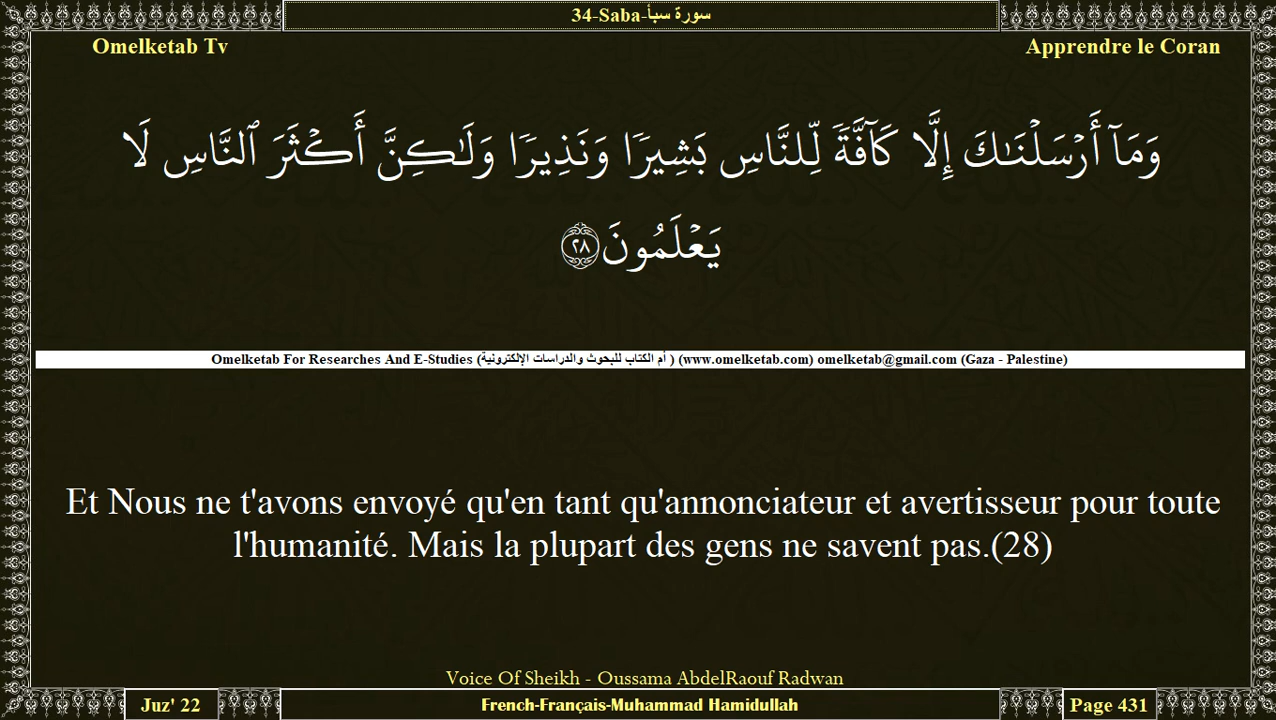 34-Saba-سورة سبأ
Omelketab Tv
Apprendre le Coran
وَمَآ أَرۡسَلۡنَٰكَ إِلَّا كَآفَّةٗ لِّلنَّاسِ بَشِيرٗا وَنَذِيرٗا وَلَٰكِنَّ أَكۡثَرَ ٱلنَّاسِ لَا
يَعۡلَمُونَ ٢٨
Omelketab For Researches And E-Studies (أم الكتاب للبحوث والدراسات الإلكترونية ) (www.omelketab.com) omelketab@gmail.com (Gaza - Palestine)
Et Nous ne t'avons envoyé qu'en tant qu'annonciateur et avertisseur pour toute
l'humanité. Mais la plupart des gens ne savent pas.(28)
Voice Of Sheikh - Oussama AbdelRaouf Radwan
Juz' 22
French-Français-Muhammad Hamidullah
Page 431